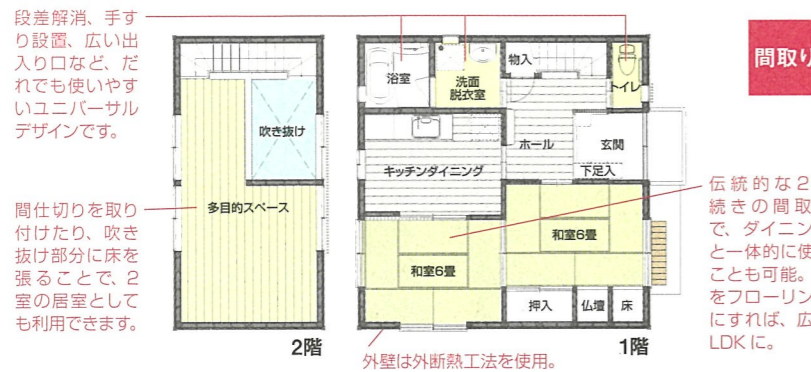 段差解消、手す
り設置、広い出
入り口など、だ
れでも使いやす
いユニバーサル
デザインです。
間仕切りを取り
付けたり、吹き
抜け部分に床を
張ることで、2
室の居室として
も利用できます。
吹き抜け
多目的スペース
2階
浴室
洗面
脱衣室
物入
トイレ
ホール
玄関
下足入
キッチンダイニング
和室6畳
和室6畳
押入
仏壇
床
1階
外壁は外断熱工法を使用。
間取り
伝統的な2
続きの間取
で、ダイニン
と一体的に使
ことも可能。
をフローリン
にすれば、広
LDKに。